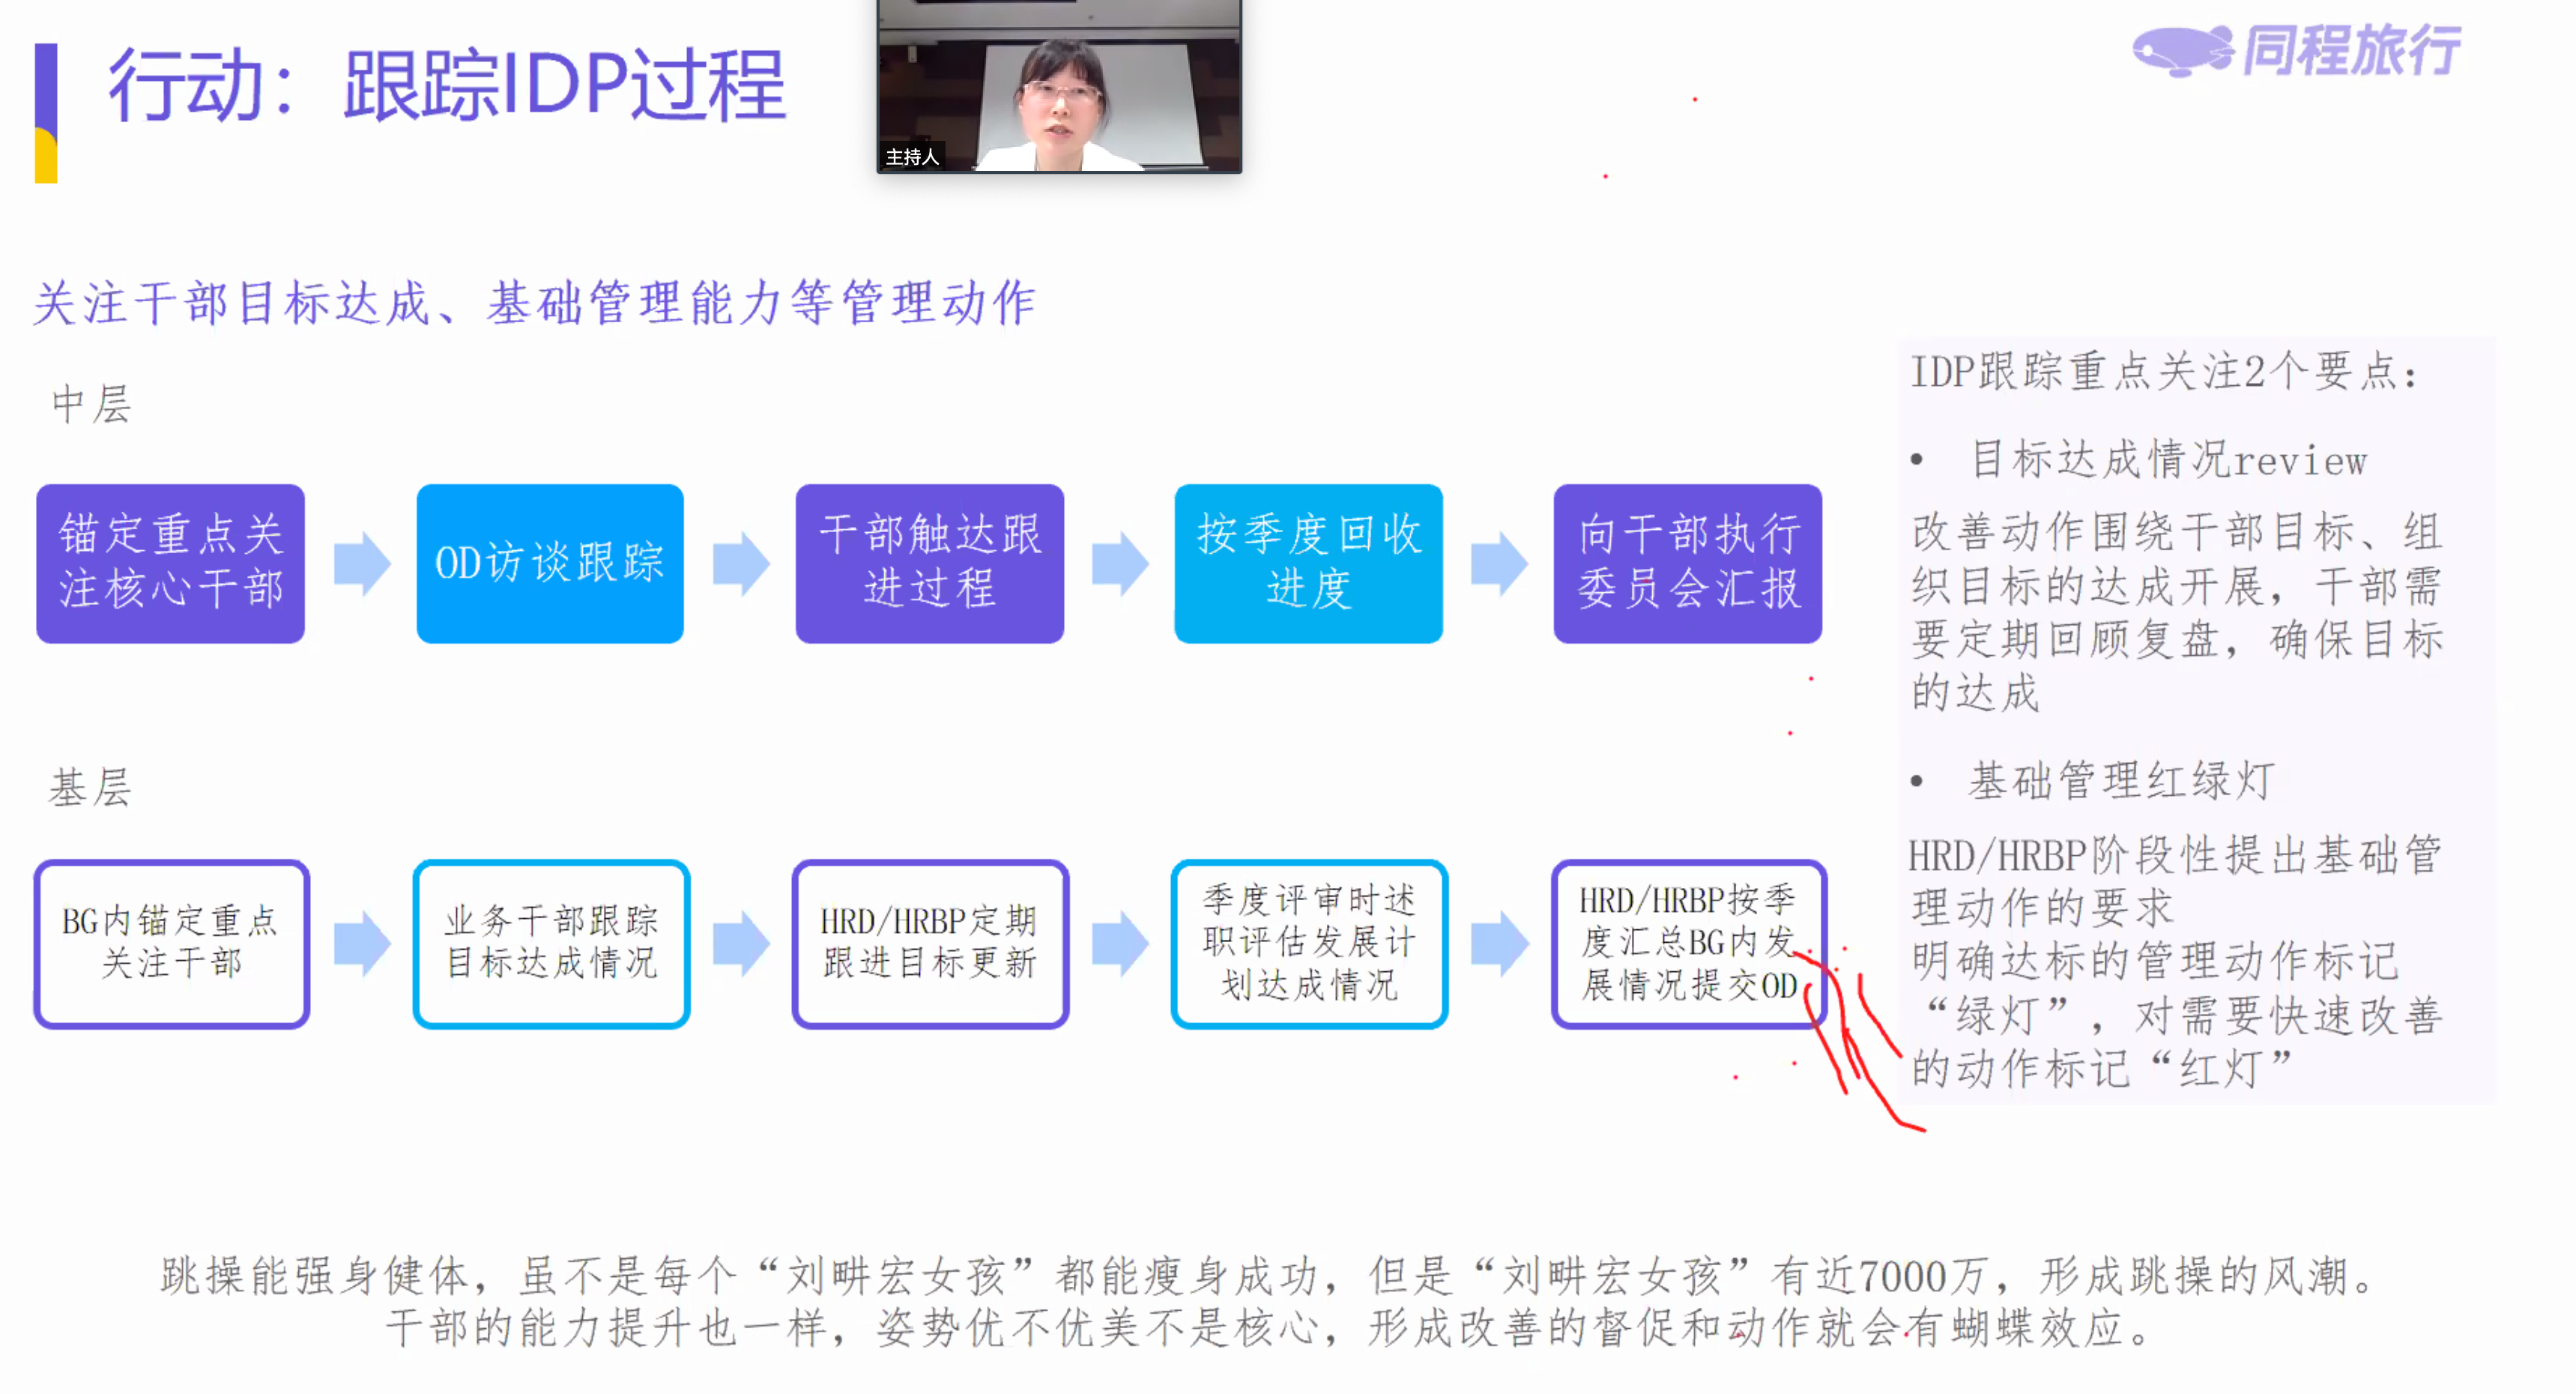 行动：跟踪IDP过程
主持人
同程旅行
关注干部目标达成、基础管理能力等管理动作
中层
锚定重点关
注核心干部
OD访谈跟踪
干部触达跟
进过程
按季度回收
进度
向干部执行
委员会汇报
基层
BG内锚定重点
关注干部
业务干部跟踪
目标达成情况
HRD/HRBP定期
跟进目标更新
季度评审时述
职评估发展计
划达成情况
HRD/HRBP按季
度汇总BG内发
展情况提交OD
IDP跟踪重点关注2个要点：
• 目标达成情况review
改善动作围绕干部目标、组
织目标的达成开展，干部需
要定期回顾复盘，确保目标
的达成
• 基础管理红绿灯
HRD/HRBP阶段性提出基础管
理动作的要求
明确达标的管理动作标记
“绿灯”，对需要快速改善
的动作标记“红灯”
跳操能强身健体，虽不是每个“刘畊宏女孩”都能瘦身成功，但是“刘畊宏女孩”有近7000万，形成跳操的风潮。
干部的能力提升也一样，姿势优不优美不是核心，形成改善的督促和动作就会有蝴蝶效应。